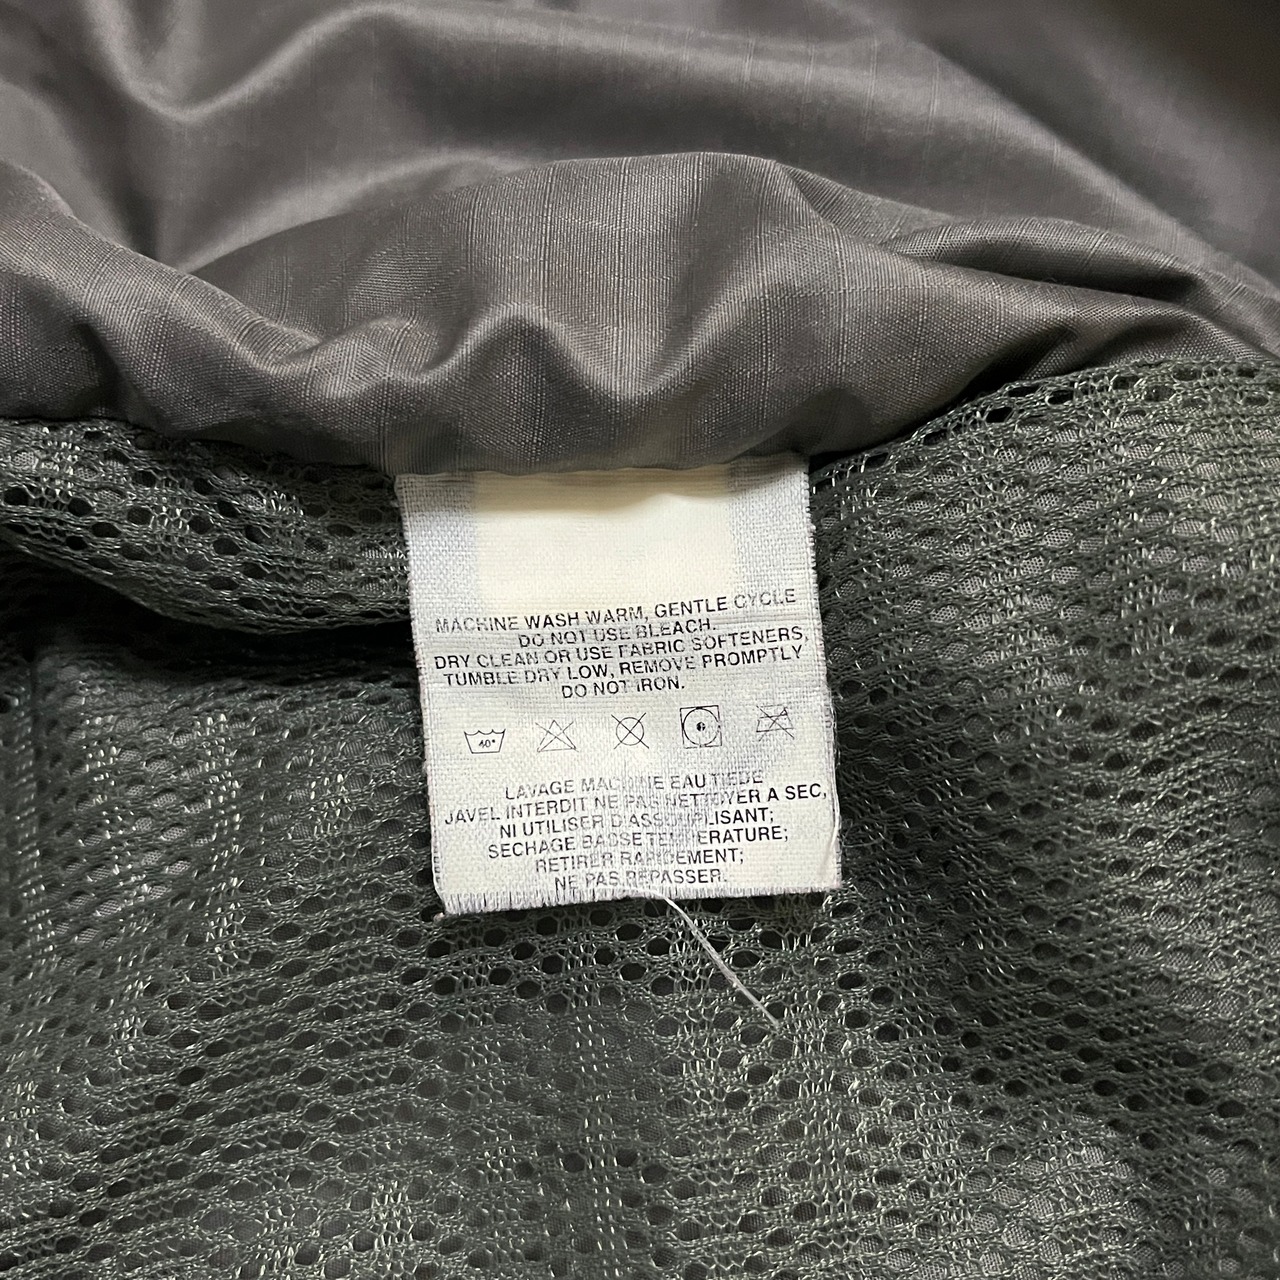 MACHINE WASH WARM, GENTLE CYCLE
DO NOT USE BLEACH.
DRY CLEAN OR USE FABRIC SOFTENERS,
TUMBLE DRY LOW, REMOVE PROMPTLY
DO NOT IRON.
40°
LAVAGE MACHINE EAU TIEDE
JAVEL INTERDIT NE PAS NETTOYER A SEC,
NI UTILISER D'ASSOUPLISANT;
SECHAGE BASSE TEMPERATURE;
RETIRER RAPIDEMENT;
NE PAS REPASSER.